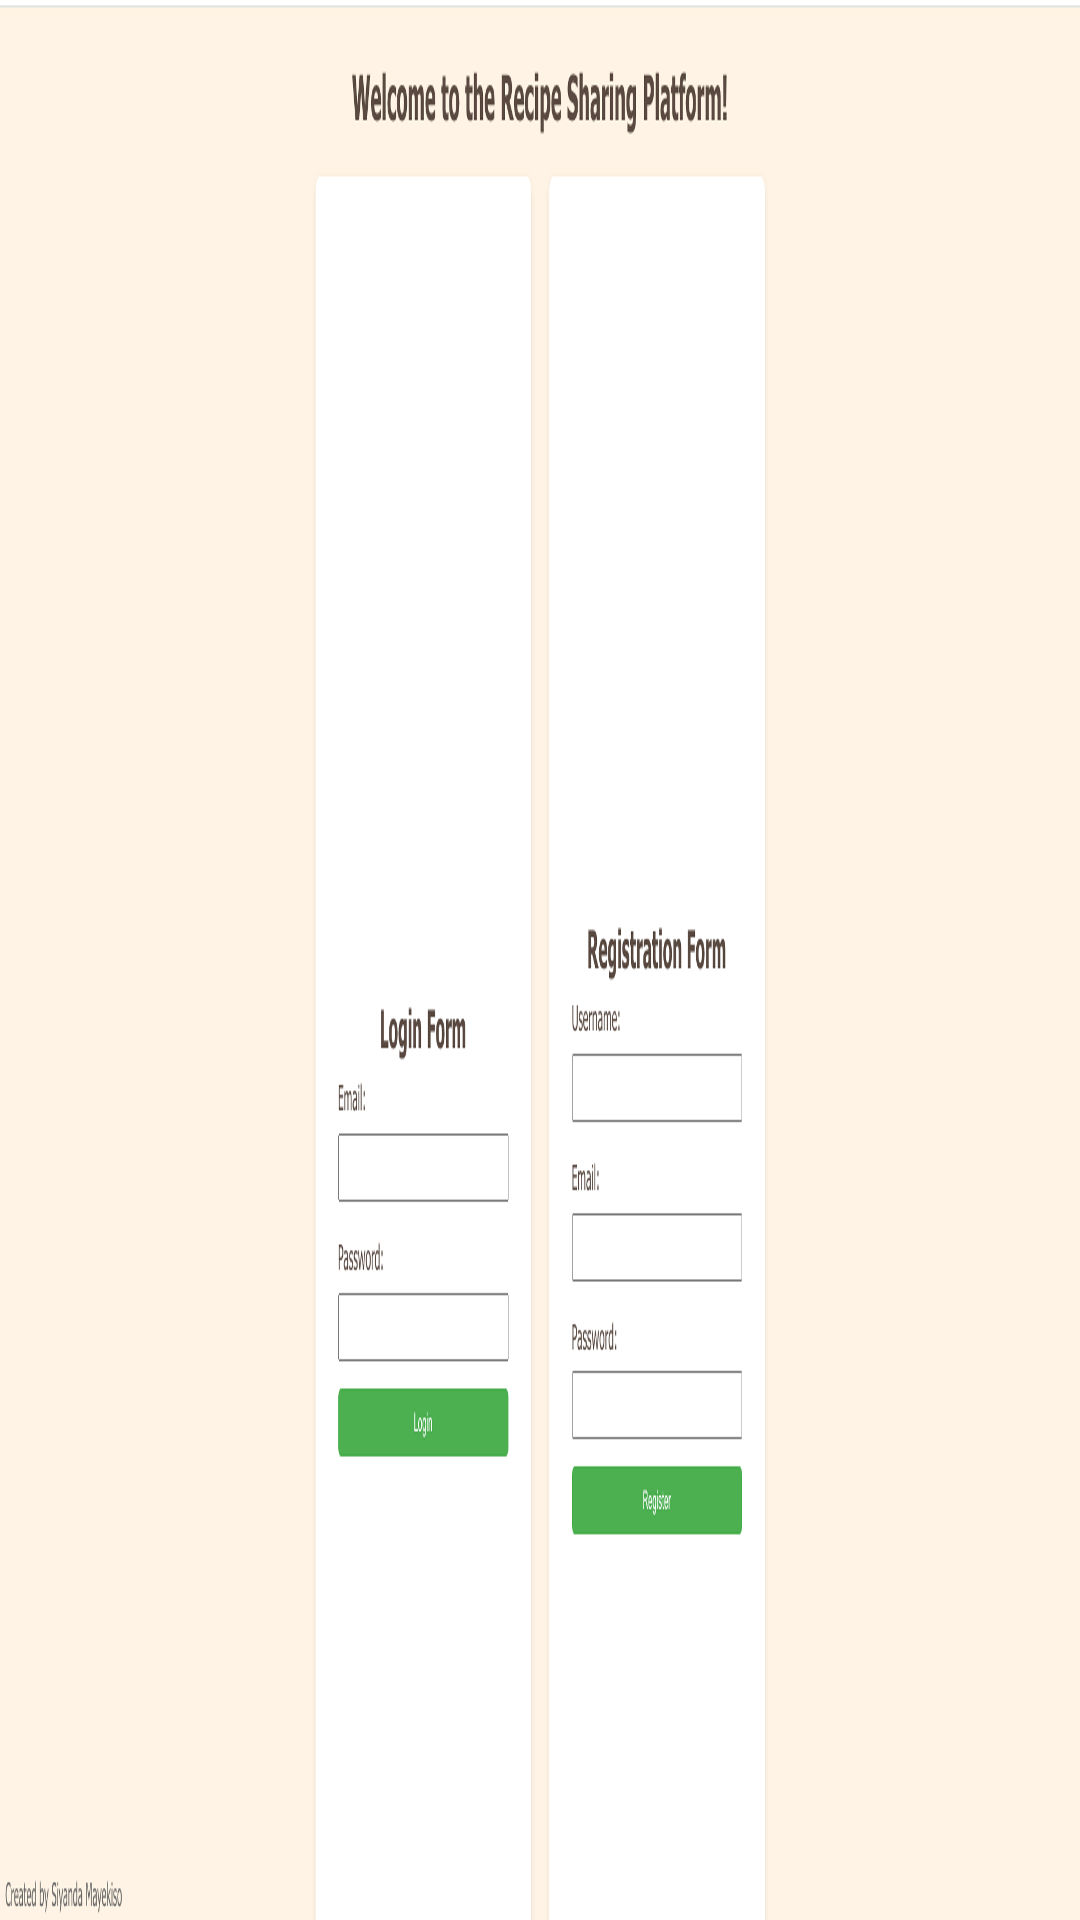 Welcome to the Recipe Sharing Platform!
Login Form
Email:
Password:
Login
Registration Form
Username:
Email:
Password:
Register
Created by Siyanda Mayekiso